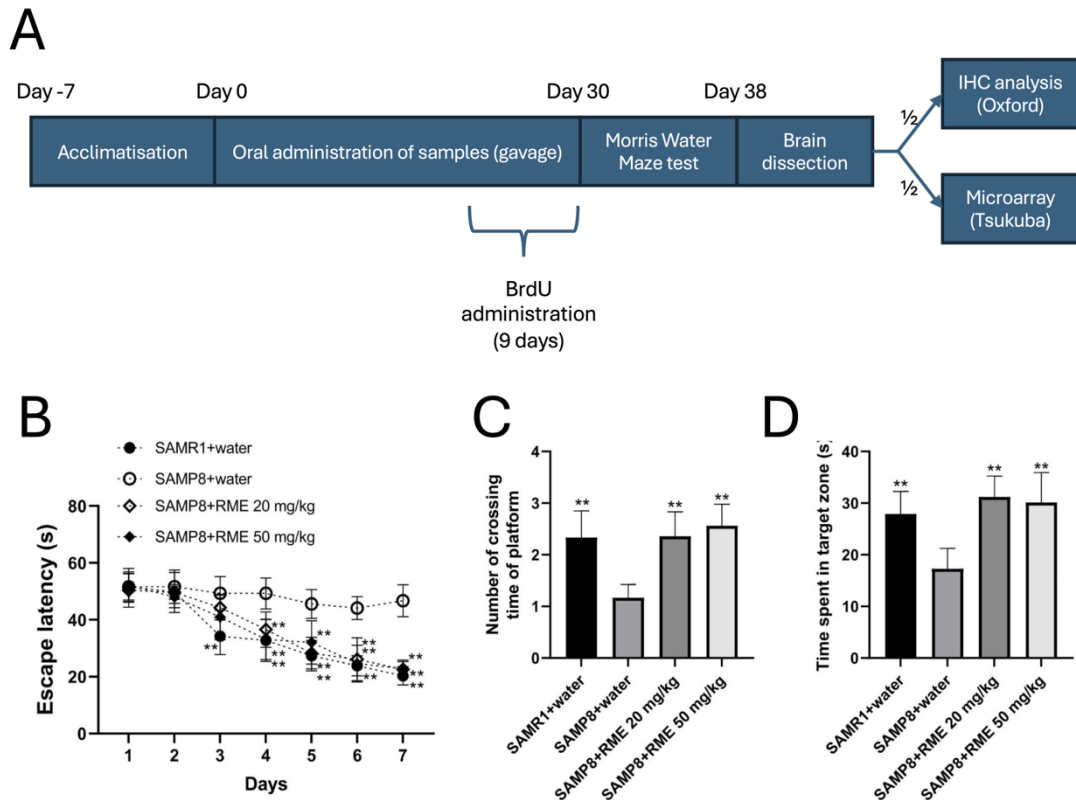 A
Day -7
Day 0
Day 30
Day 38
Acclimatisation
Oral administration of samples (gavage)
Morris Water
Maze test
Brain
dissection
½
½
IHC analysis
(Oxford)
Microarray
(Tsukuba)
BrdU
administration
(9 days)
B
SAMR1+water
SAMP8+water
SAMP8+RME 20 mg/kg
SAMP8+RME 50 mg/kg
Escape latency (s)
80
60
40
20
0
**
**
**
**
**
**
**
**
**
**
**
**
**
1
2
3
4
5
6
7
Days
C
Number of crossing
time of platform
4
3
2
1
0
**
**
**
SAMR1+water
SAMP8+water
SAMP8+RME 20 mg/kg
SAMP8+RME 50 mg/kg
D
Time spent in target zone (s)
40
30
20
10
0
**
**
**
SAMR1+water
SAMP8+water
SAMP8+RME 20 mg/kg
SAMP8+RME 50 mg/kg